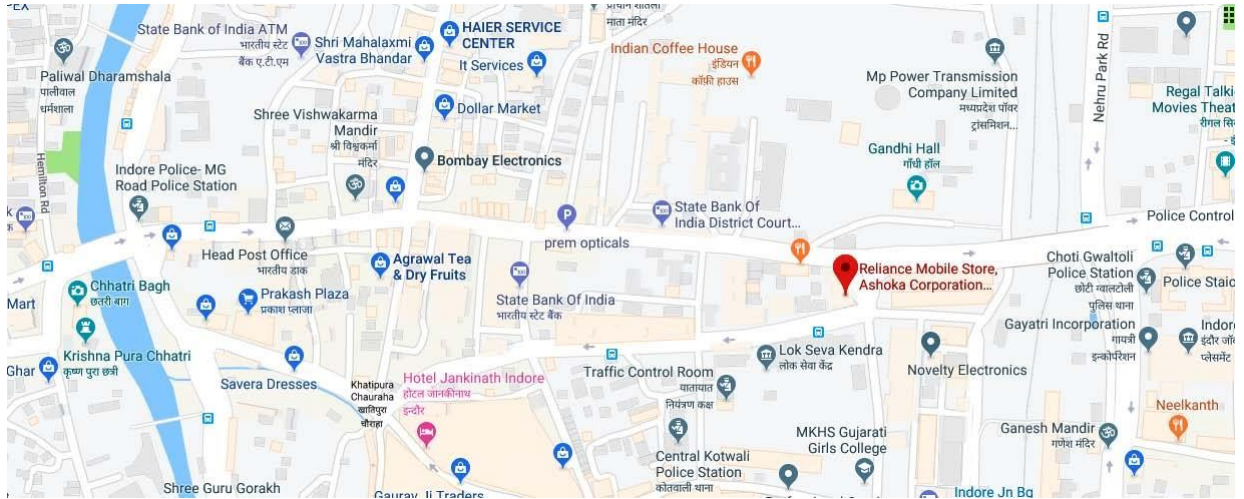 State Bank of India ATM
भारतीय स्टेट
बैंक ए.टी.एम
Shri Mahalaxmi
Vastra Bhandar
HAIER SERVICE
CENTER
It Services
माता मंदिर
Indian Coffee House
इंडियन
कॉफ़ी हाउस
Mp Power Transmission
Company Limited
मध्यप्रदेश पॉवर
ट्रांसमिशन...
Nehru Park Rd
Regal Talki
Movies Theat
Paliwal Dharamshala
पालीवाल
धर्मशाला
Dollar Market
Shree Vishwakarma
Mandir
श्री विश्वकर्मा
मंदिर
Bombay Electronics
Gandhi Hall
गाँधी हॉल
Hemilton Rd
Indore Police- MG
Road Police Station
P
prem opticals
State Bank Of
India District Court...
Police Control
Head Post Office
भारतीय डाक
Agrawal Tea
& Dry Fruits
Reliance Mobile Store,
Ashoka Corporation...
Choti Gwaltoli
Police Station
छोटी ग्वालटोली
पुलिस थाना
Police Statio
Mart
Chhatri Bagh
छतरी बाग
Prakash Plaza
प्रकाश प्लाजा
State Bank Of India
भारतीय स्टेट बैंक
Gayatri Incorporation
गायत्री
इन्कोर्पोरेशन
Indore
इंदौर जॉ
प्लेसमेंट
Krishna Pura Chhatri
कृष्ण पुरा छत्री
Ghar
Savera Dresses
Khatipura
Chauraha
खातिपुरा
चौराहा
Hotel Jankinath Indore
होटल जानकीनाथ
इन्दौर
Traffic Control Room
यातायात
नियंत्रण कक्ष
Lok Seva Kendra
लोक सेवा केंद्र
Novelty Electronics
Neelkanth
Central Kotwali
Police Station
कोतवाली थाना
MKHS Gujarati
Girls College
Ganesh Mandir
गणेश मंदिर
Shree Guru Gorakh
Gaurav Ji Traders
Indore Jn Bg